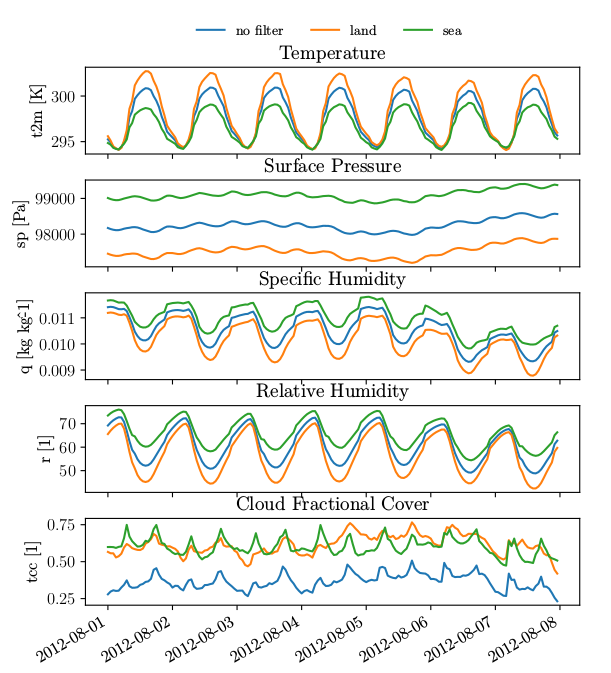 no filter land sea
Temperature
t2m [K]
300
295
Surface Pressure
sp [Pa]
99000
98000
Specific Humidity
q [kg kg-1]
0.011
0.010
0.009
Relative Humidity
r [1]
70
60
50
Cloud Fractional Cover
tcc [1]
0.75
0.50
0.25
2012-08-01 2012-08-02 2012-08-03 2012-08-04 2012-08-05 2012-08-06 2012-08-07 2012-08-08